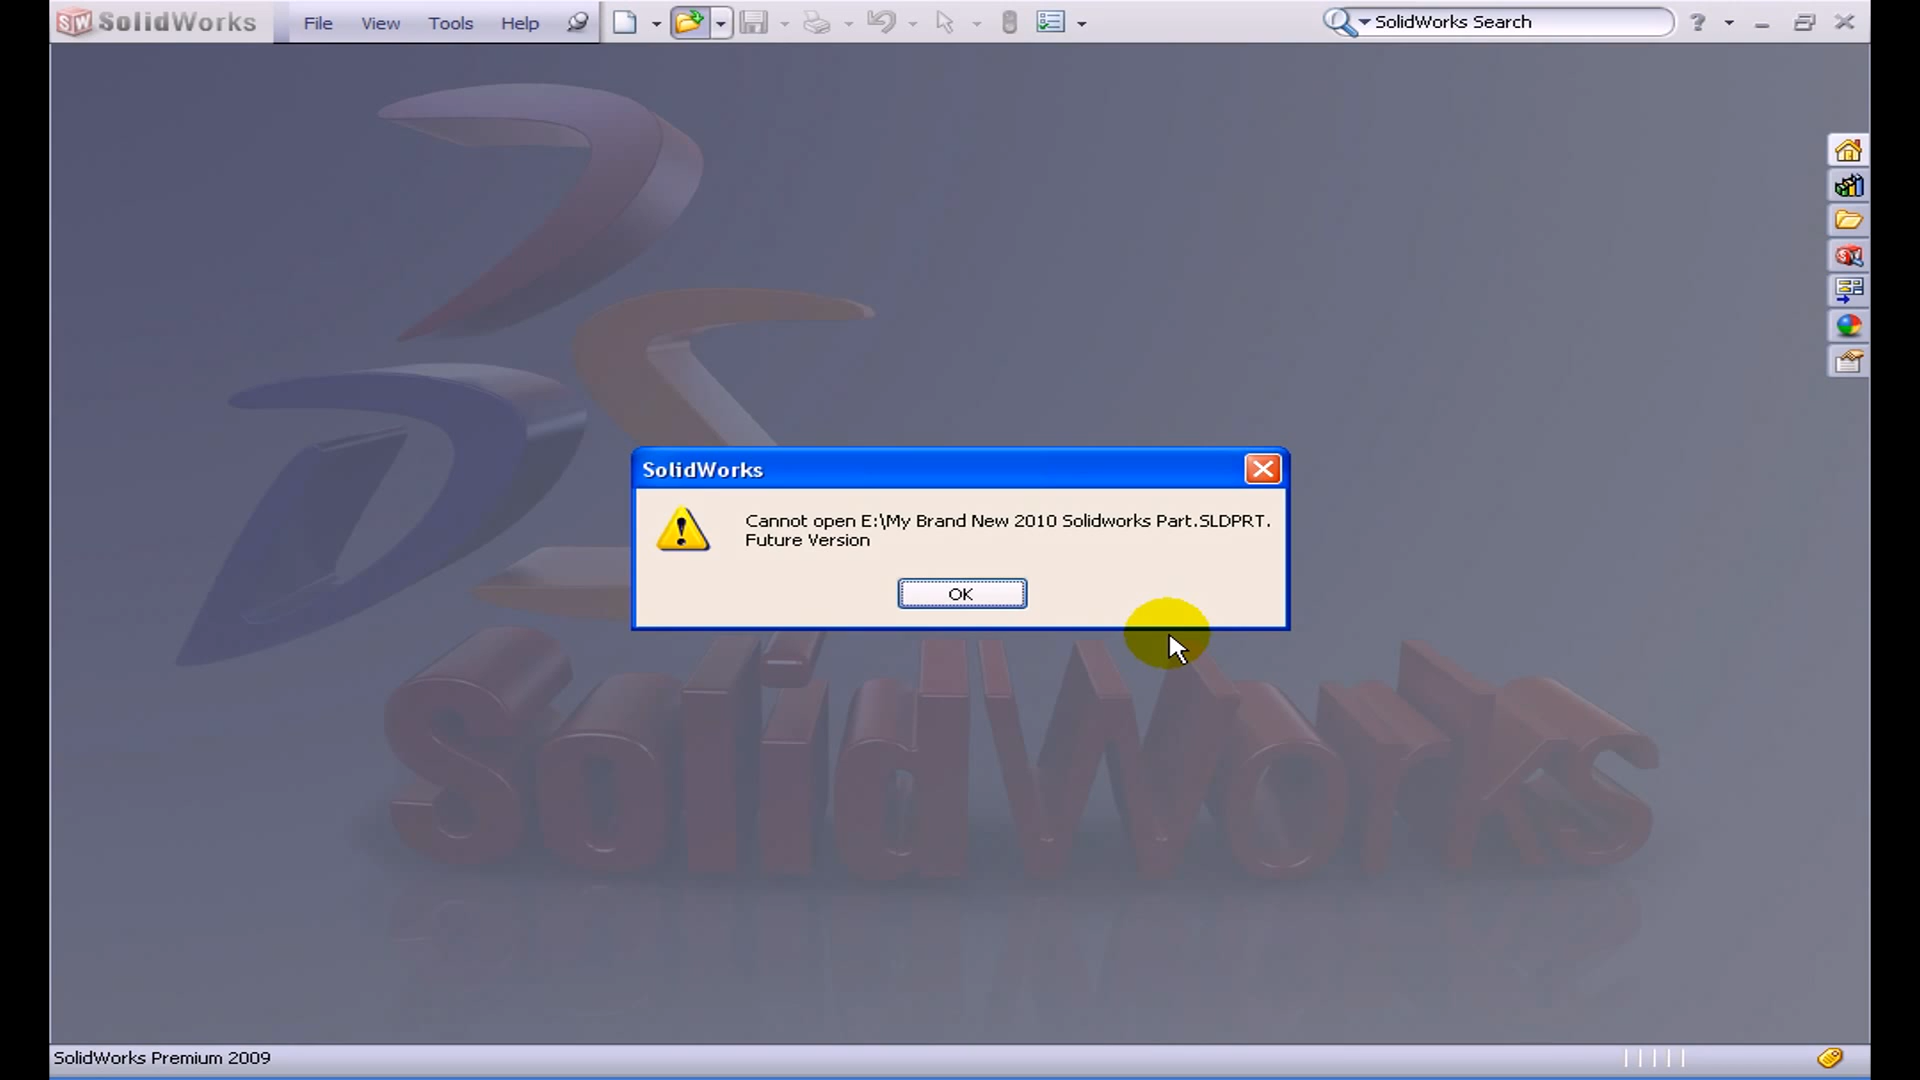 SW SolidWorks File View Tools Help SolidWorks Search ?
SolidWorks
Cannot open E:\My Brand New 2010 Solidworks Part.SLDPRT.
Future Version
OK
SolidWorks
SolidWorks Premium 2009